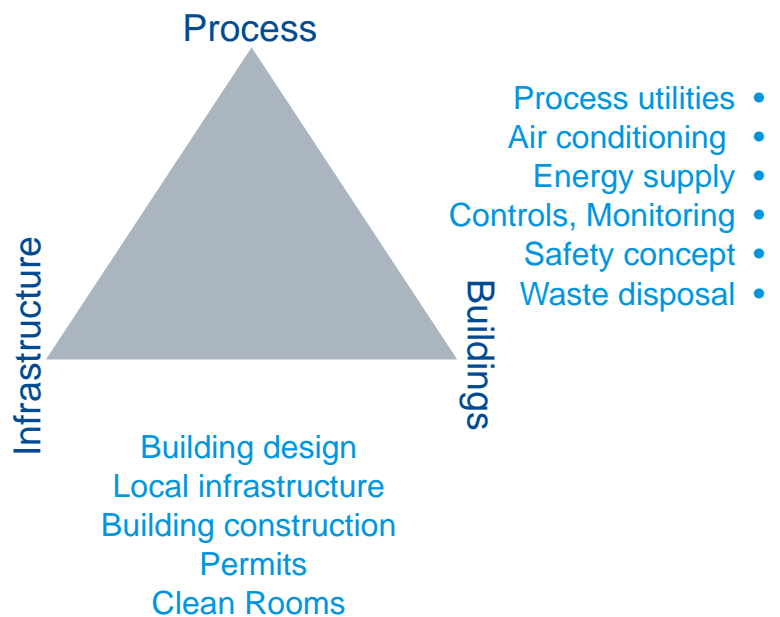 Process
Process utilities •
Air conditioning •
Energy supply •
Controls, Monitoring •
Safety concept •
Waste disposal •
Infrastructure
Buildings
Building design
Local infrastructure
Building construction
Permits
Clean Rooms